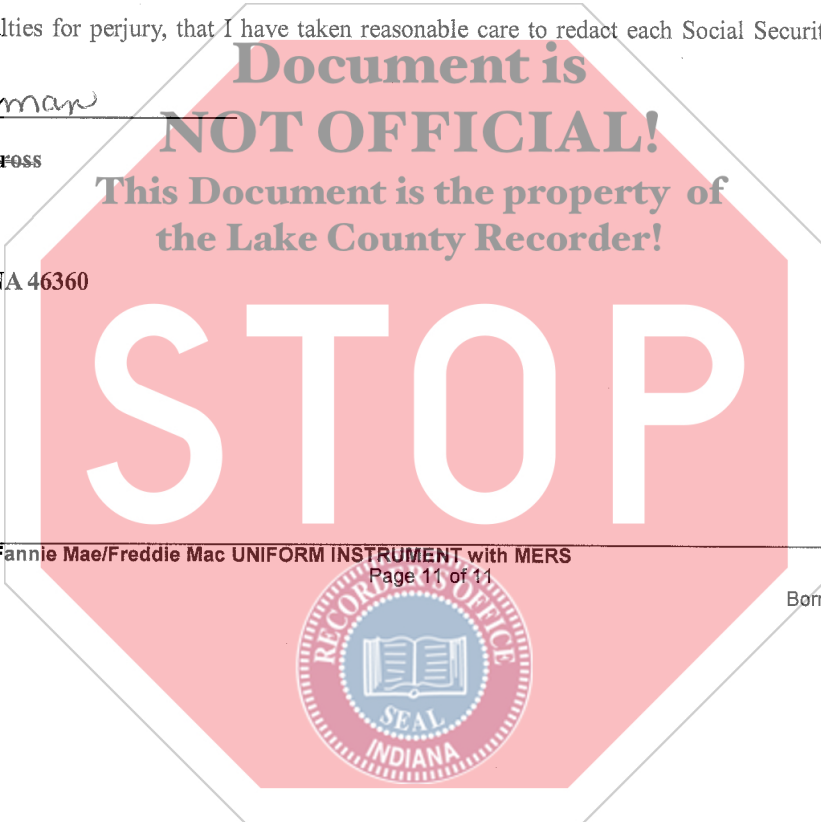 lties for perjury, that I have taken reasonable care to redact each Social Securit
Document is
man
NOT OFFICIAL!
ross
This Document is the property of
the Lake County Recorder!
NA 46360
STOP
Fannie Mae/Freddie Mac UNIFORM INSTRUMENT with MERS
Page 11 of 11
Borr
RECORDER'S OFFICE
SEAL
INDIANA